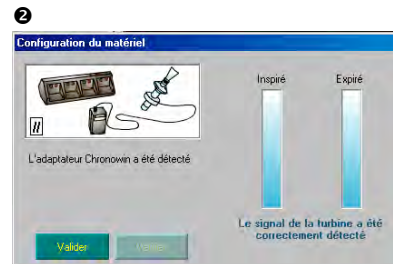 ❷
Configuration du matériel
Inspiré Expiré
L'adaptateur Chronowin a été détecté
Le signal de la turbine a été
correctement détecté
Valider